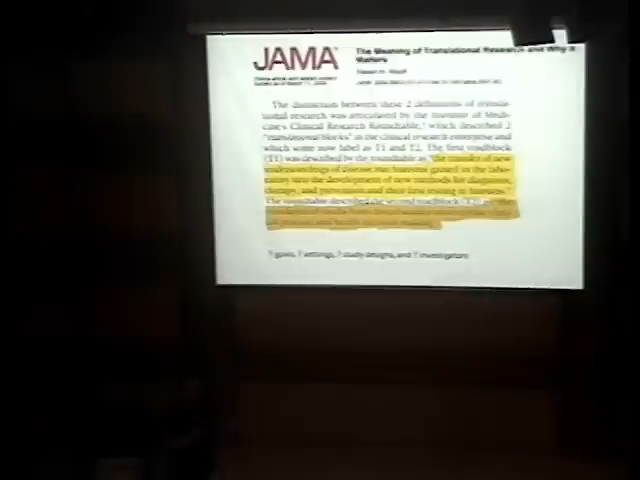 JAMA
The Meaning of Translational Research and Why It
Matters
The distinction between these 2 definitions of transla-
tional research was articulated by the Institute of Medi-
cine's Clinical Research Roundtable, which described 2
"translational blocks" in the clinical research enterprise and
which some now label as T1 and T2. The first roadblock
(T1) was described by the roundtable as "the transfer of new
understandings of disease mechanisms gained in the labo-
ratory into the development of new methods for diagnosis,
therapy, and prevention and their first testing in humans."
The roundtable described the second roadblock (T2) as
? goals, ? settings, ? study designs, and ? investigators